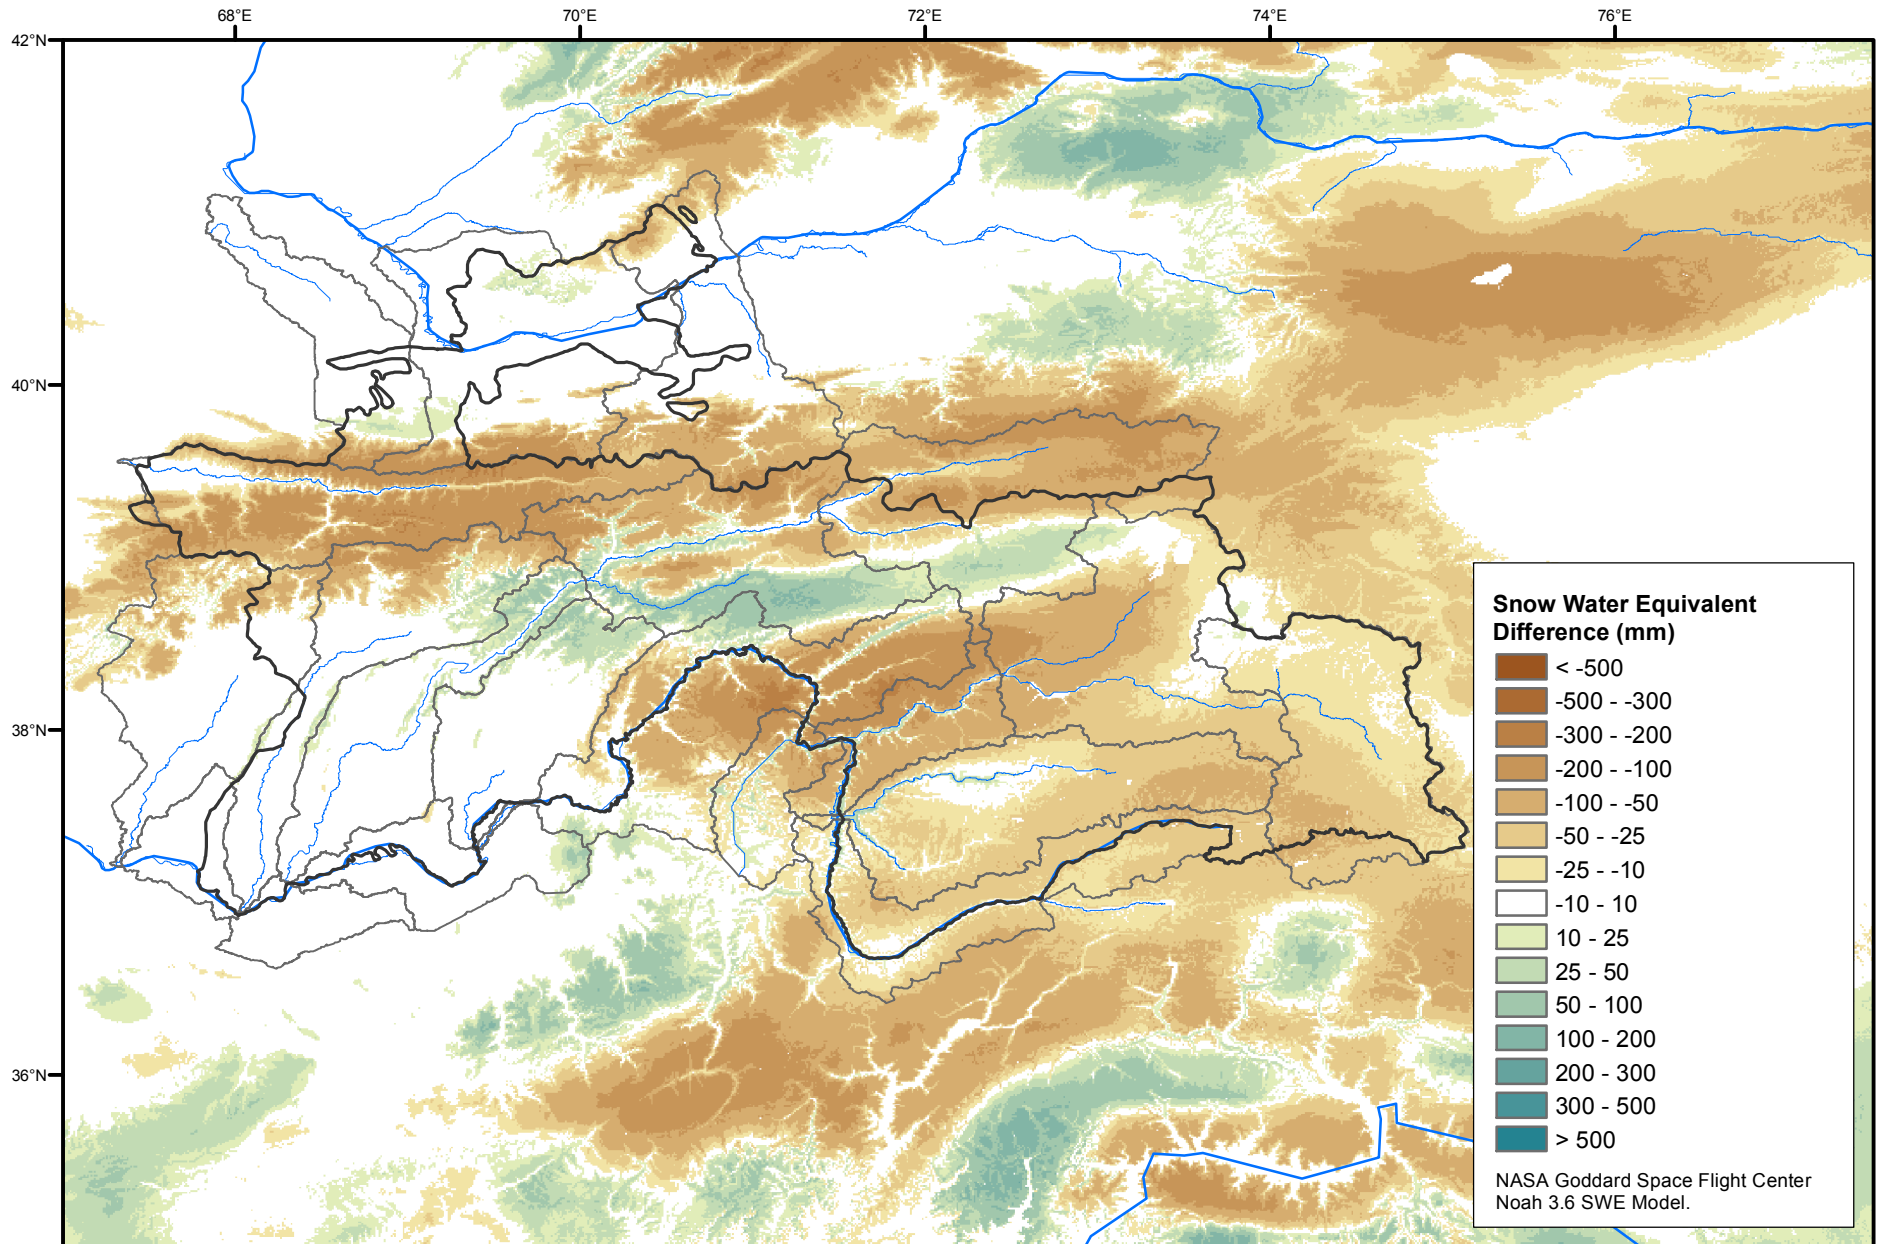 68°E 70°E 72°E 74°E 76°E
42°N
40°N
38°N
36°N
Snow Water Equivalent
Difference (mm)
< -500
-500 - -300
-300 - -200
-200 - -100
-100 - -50
-50 - -25
-25 - -10
-10 - 10
10 - 25
25 - 50
50 - 100
100 - 200
200 - 300
300 - 500
> 500
NASA Goddard Space Flight Center
Noah 3.6 SWE Model.